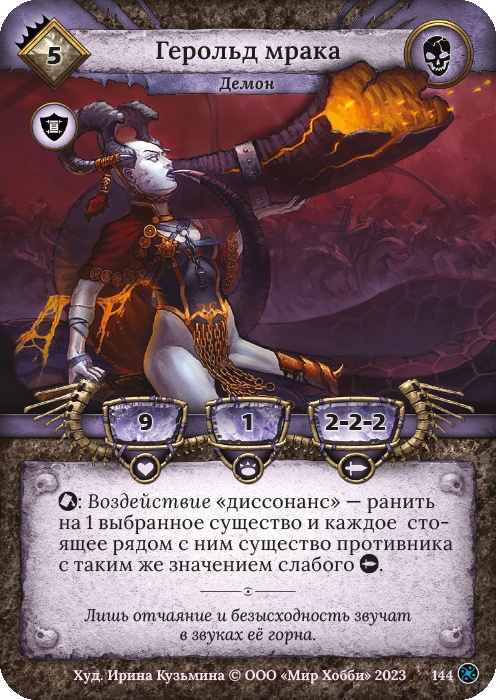 5
Герольд мрака
Демон
9
1
2-2-2
: Воздействие «диссонанс» — ранить
на 1 выбранное существо и каждое сто-
ящее рядом с ним существо противника
с таким же значением слабого .
Лишь отчаяние и безысходность звучат
в звуках её горна.
Худ. Ирина Кузьмина © ООО «Мир Хобби» 2023
144